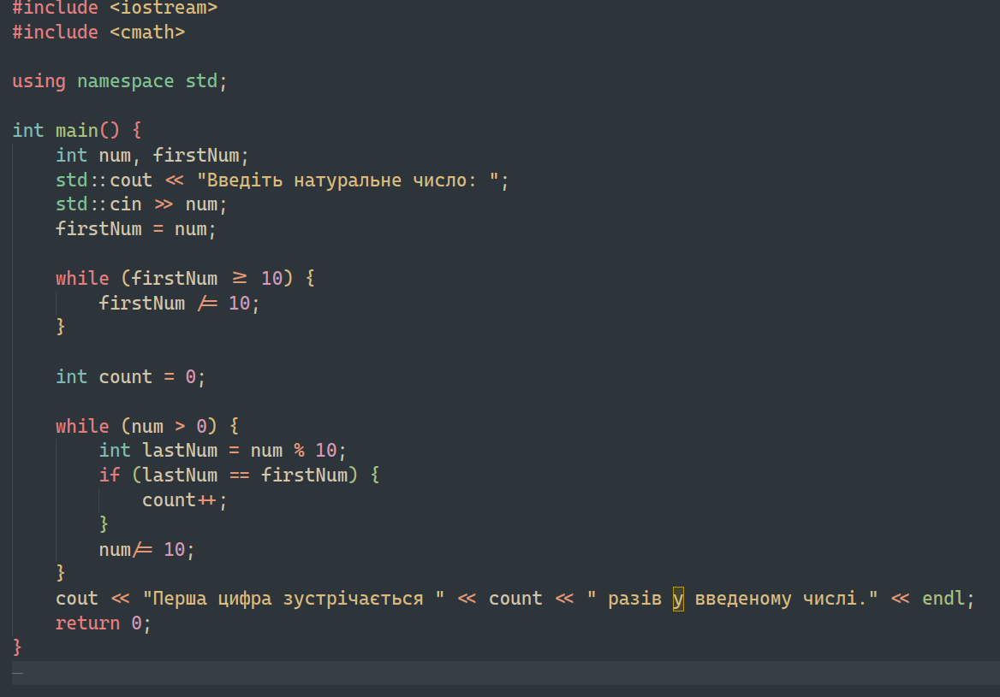 #include <iostream>
#include <cmath>
using namespace std;
int main() {
int num, firstNum;
std::cout << "Введіть натуральне число: ";
std::cin >> num;
firstNum = num;
while (firstNum >= 10) {
firstNum /= 10;
}
int count = 0;
while (num > 0) {
int lastNum = num % 10;
if (lastNum == firstNum) {
count++;
}
num/= 10;
}
cout << "Перша цифра зустрічається " << count << " разів у введеному числі." << endl;
return 0;
}